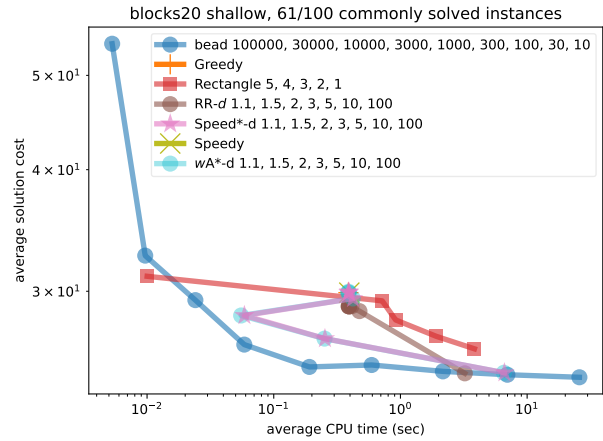 blocks20 shallow, 61/100 commonly solved instances
bead 100000, 30000, 10000, 3000, 1000, 300, 100, 30, 10
Greedy
Rectangle 5, 4, 3, 2, 1
RR-d 1.1, 1.5, 2, 3, 5, 10, 100
Speed*-d 1.1, 1.5, 2, 3, 5, 10, 100
Speedy
wA*-d 1.1, 1.5, 2, 3, 5, 10, 100
average solution cost
5 × 10¹
4 × 10¹
3 × 10¹
10⁻² 10⁻¹ 10⁰ 10¹
average CPU time (sec)